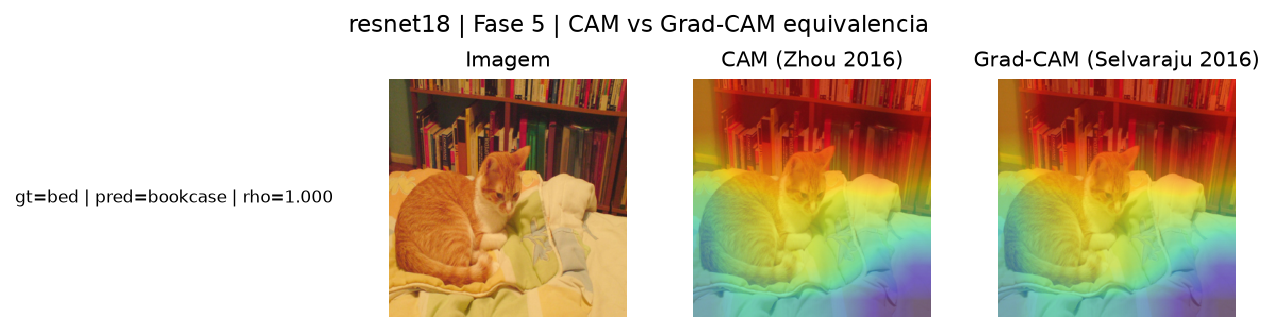 resnet18 | Fase 5 | CAM vs Grad-CAM equivalencia
Imagem
CAM (Zhou 2016)
Grad-CAM (Selvaraju 2016)
gt=bed | pred=bookcase | rho=1.000